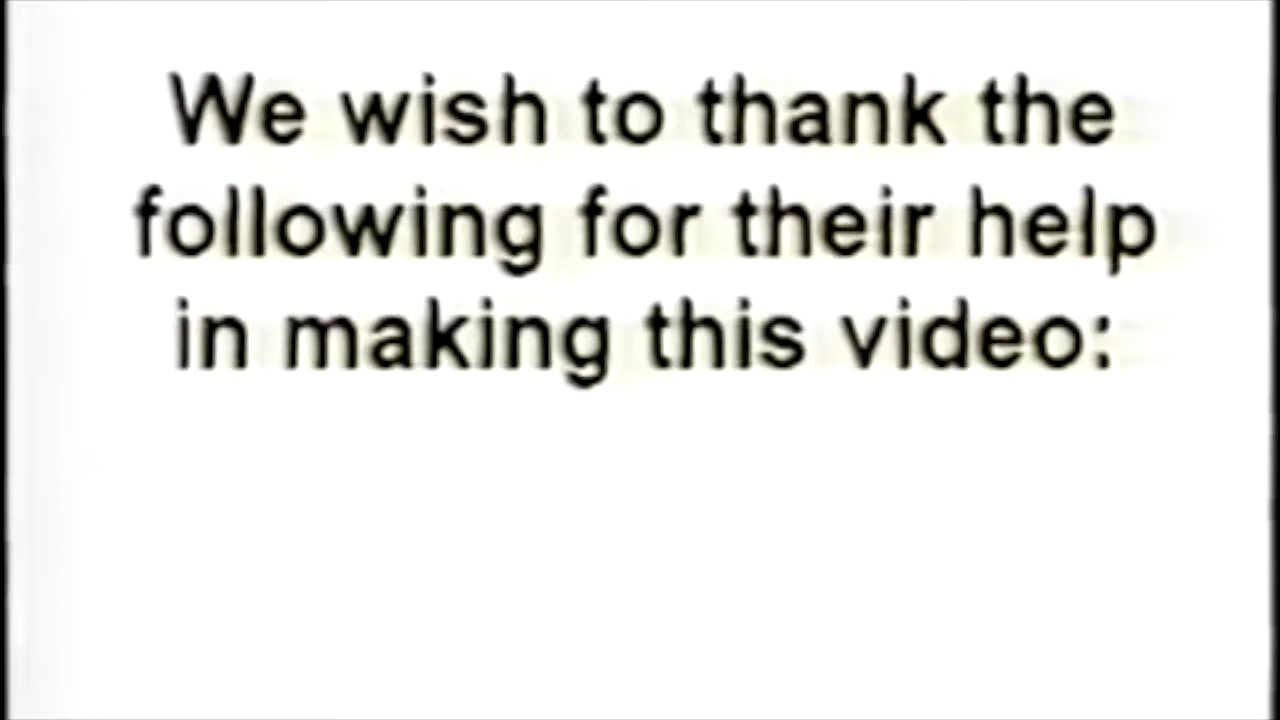 We wish to thank the
following for their help
in making this video: